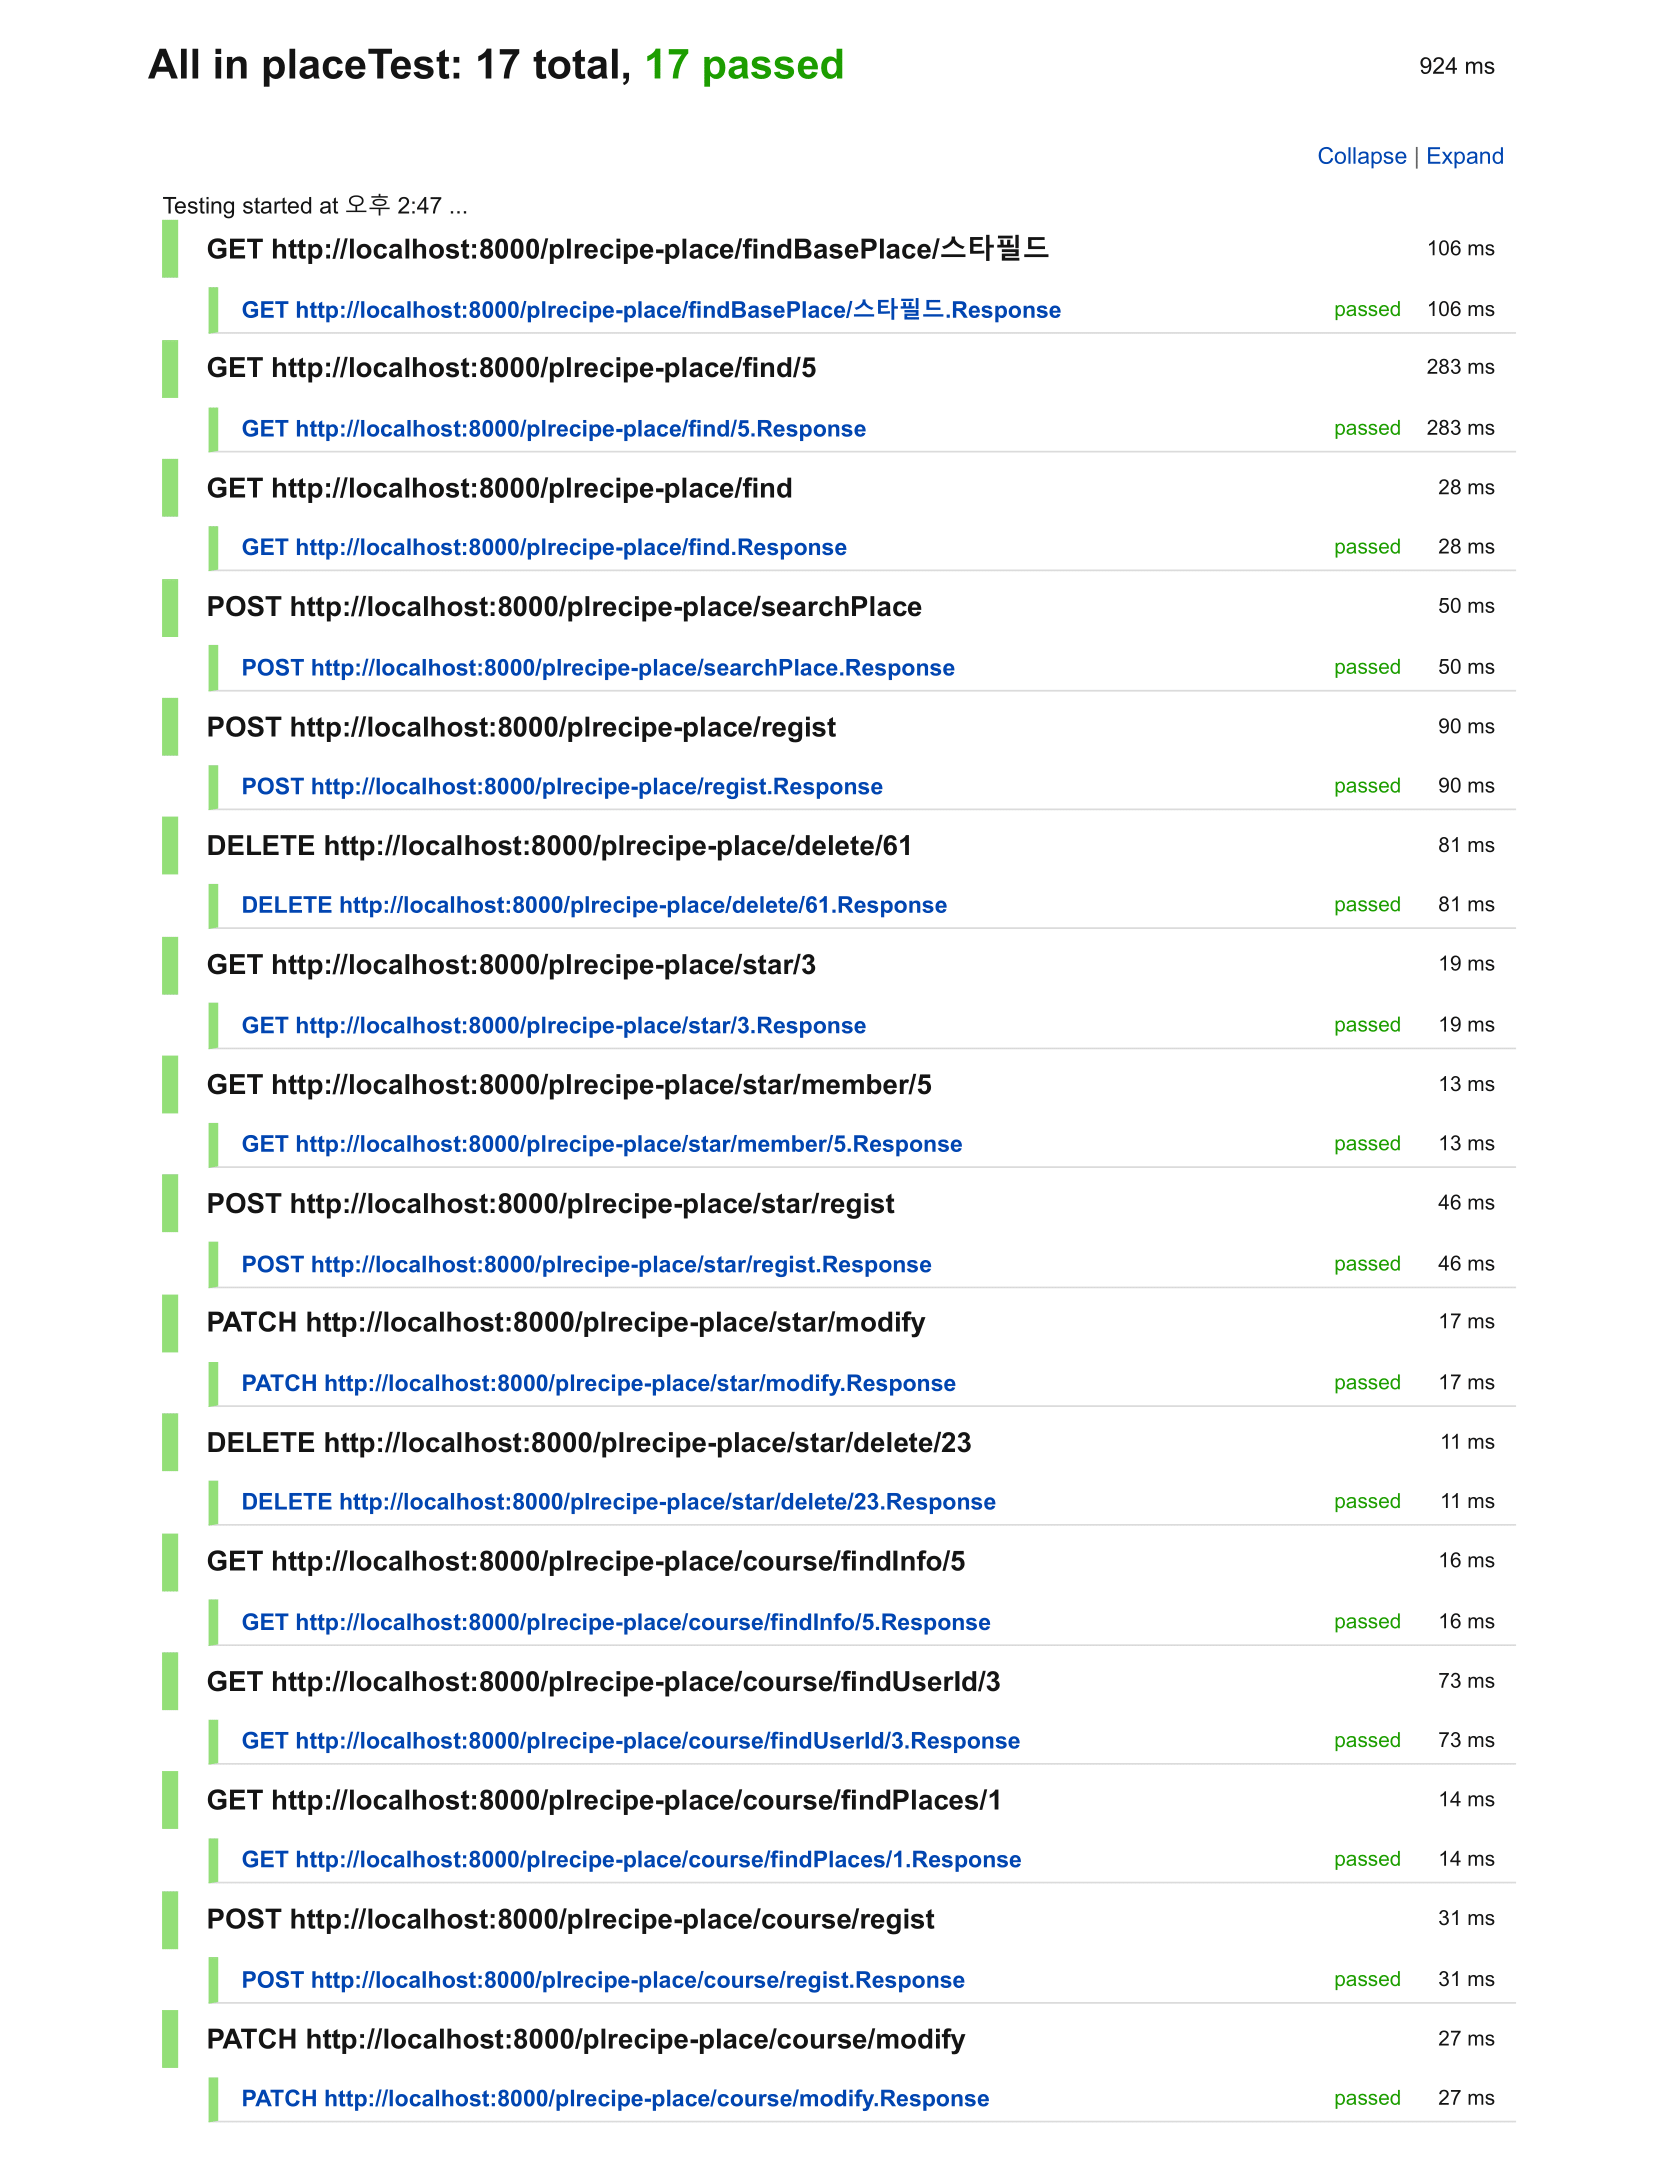 All in placeTest: 17 total, 17 passed 924 ms
Collapse | Expand
Testing started at 오후 2:47 ...
GET http://localhost:8000/plrecipe-place/findBasePlace/스타필드 106 ms
GET http://localhost:8000/plrecipe-place/findBasePlace/스타필드.Response passed 106 ms
GET http://localhost:8000/plrecipe-place/find/5 283 ms
GET http://localhost:8000/plrecipe-place/find/5.Response passed 283 ms
GET http://localhost:8000/plrecipe-place/find 28 ms
GET http://localhost:8000/plrecipe-place/find.Response passed 28 ms
POST http://localhost:8000/plrecipe-place/searchPlace 50 ms
POST http://localhost:8000/plrecipe-place/searchPlace.Response passed 50 ms
POST http://localhost:8000/plrecipe-place/regist 90 ms
POST http://localhost:8000/plrecipe-place/regist.Response passed 90 ms
DELETE http://localhost:8000/plrecipe-place/delete/61 81 ms
DELETE http://localhost:8000/plrecipe-place/delete/61.Response passed 81 ms
GET http://localhost:8000/plrecipe-place/star/3 19 ms
GET http://localhost:8000/plrecipe-place/star/3.Response passed 19 ms
GET http://localhost:8000/plrecipe-place/star/member/5 13 ms
GET http://localhost:8000/plrecipe-place/star/member/5.Response passed 13 ms
POST http://localhost:8000/plrecipe-place/star/regist 46 ms
POST http://localhost:8000/plrecipe-place/star/regist.Response passed 46 ms
PATCH http://localhost:8000/plrecipe-place/star/modify 17 ms
PATCH http://localhost:8000/plrecipe-place/star/modify.Response passed 17 ms
DELETE http://localhost:8000/plrecipe-place/star/delete/23 11 ms
DELETE http://localhost:8000/plrecipe-place/star/delete/23.Response passed 11 ms
GET http://localhost:8000/plrecipe-place/course/findInfo/5 16 ms
GET http://localhost:8000/plrecipe-place/course/findInfo/5.Response passed 16 ms
GET http://localhost:8000/plrecipe-place/course/findUserId/3 73 ms
GET http://localhost:8000/plrecipe-place/course/findUserId/3.Response passed 73 ms
GET http://localhost:8000/plrecipe-place/course/findPlaces/1 14 ms
GET http://localhost:8000/plrecipe-place/course/findPlaces/1.Response passed 14 ms
POST http://localhost:8000/plrecipe-place/course/regist 31 ms
POST http://localhost:8000/plrecipe-place/course/regist.Response passed 31 ms
PATCH http://localhost:8000/plrecipe-place/course/modify 27 ms
PATCH http://localhost:8000/plrecipe-place/course/modify.Response passed 27 ms